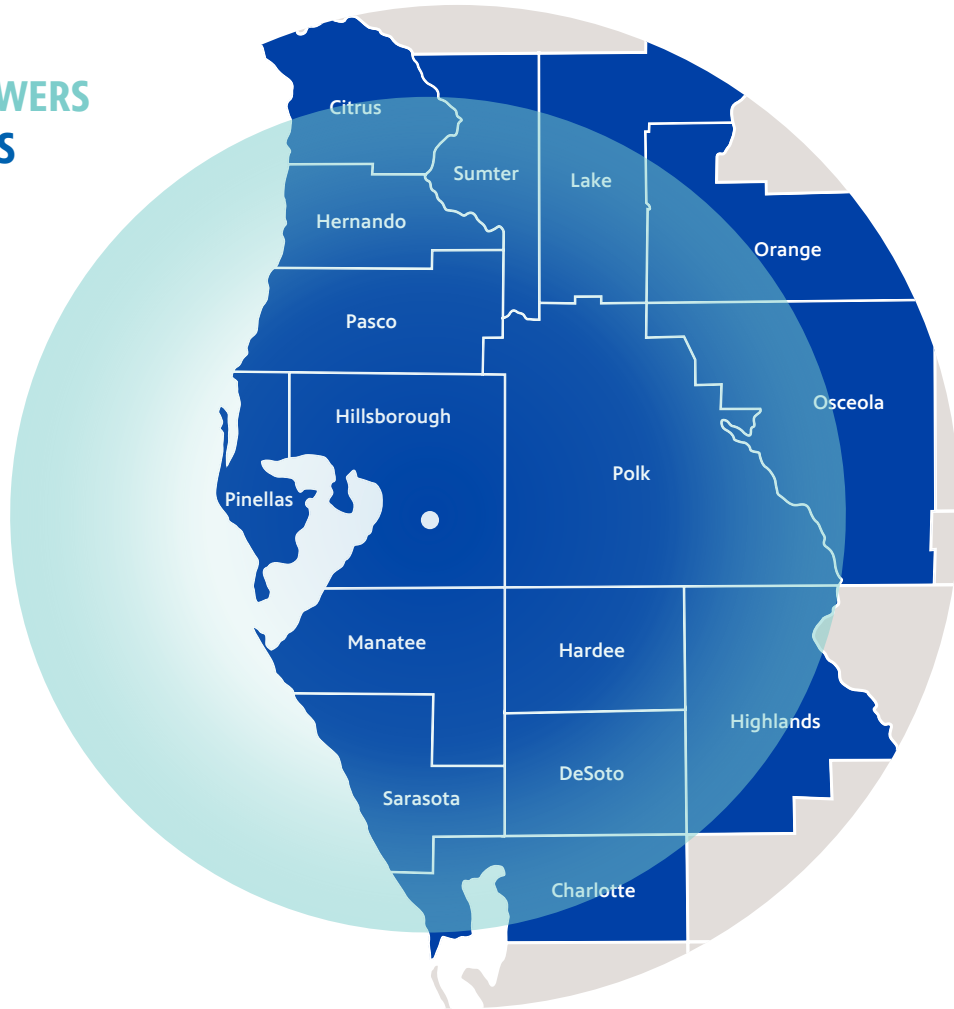 WERS
S
Citrus
Sumter
Lake
Hernando
Orange
Pasco
Osceola
Hillsborough
Polk
Pinellas
Manatee
Hardee
Highlands
DeSoto
Sarasota
Charlotte